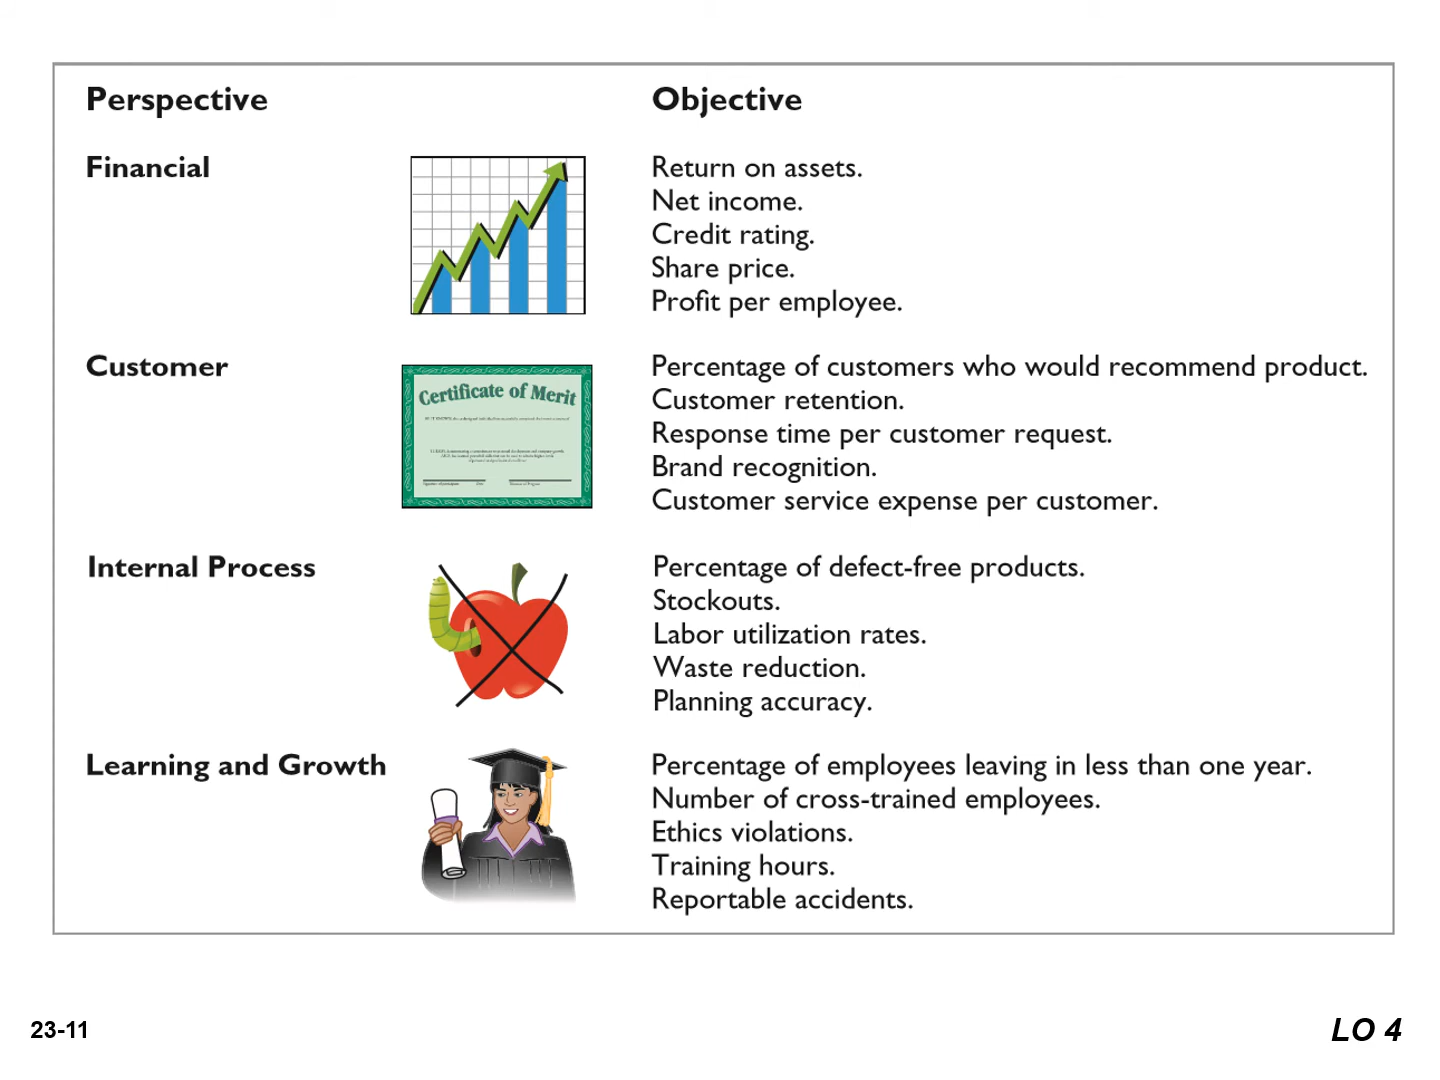 Perspective
Objective
Financial
Return on assets.
Net income.
Credit rating.
Share price.
Profit per employee.
Customer
Certificate of Merit
Percentage of customers who would recommend product.
Customer retention.
Response time per customer request.
Brand recognition.
Customer service expense per customer.
Internal Process
Percentage of defect-free products.
Stockouts.
Labor utilization rates.
Waste reduction.
Planning accuracy.
Learning and Growth
Percentage of employees leaving in less than one year.
Number of cross-trained employees.
Ethics violations.
Training hours.
Reportable accidents.
23-11
LO 4